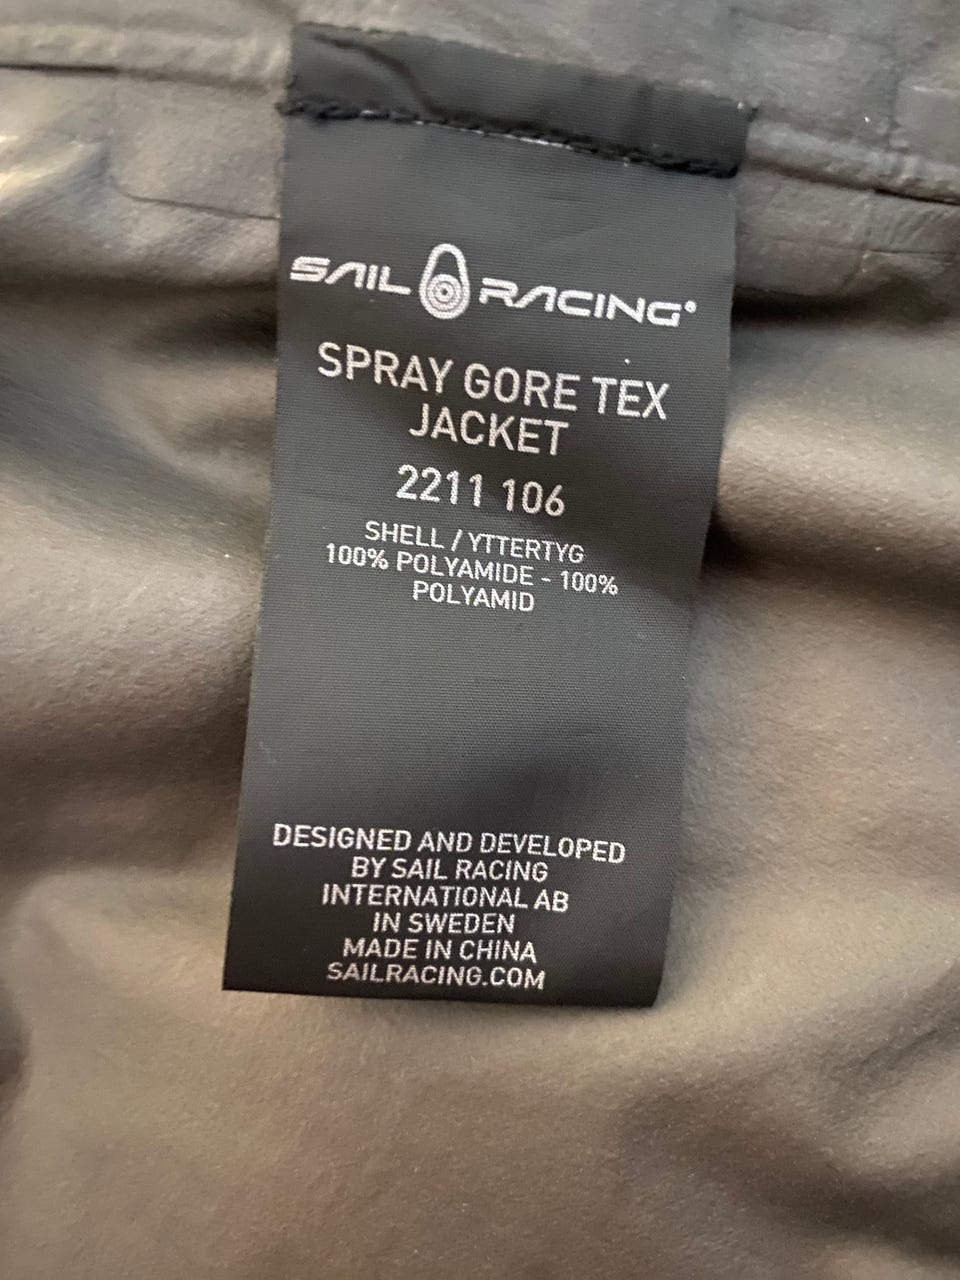 SAIL RACING®
SPRAY GORE TEX
JACKET
2211 106
SHELL / YTTERTYG
100% POLYAMIDE - 100%
POLYAMID
DESIGNED AND DEVELOPED
BY SAIL RACING
INTERNATIONAL AB
IN SWEDEN
MADE IN CHINA
SAILRACING.COM